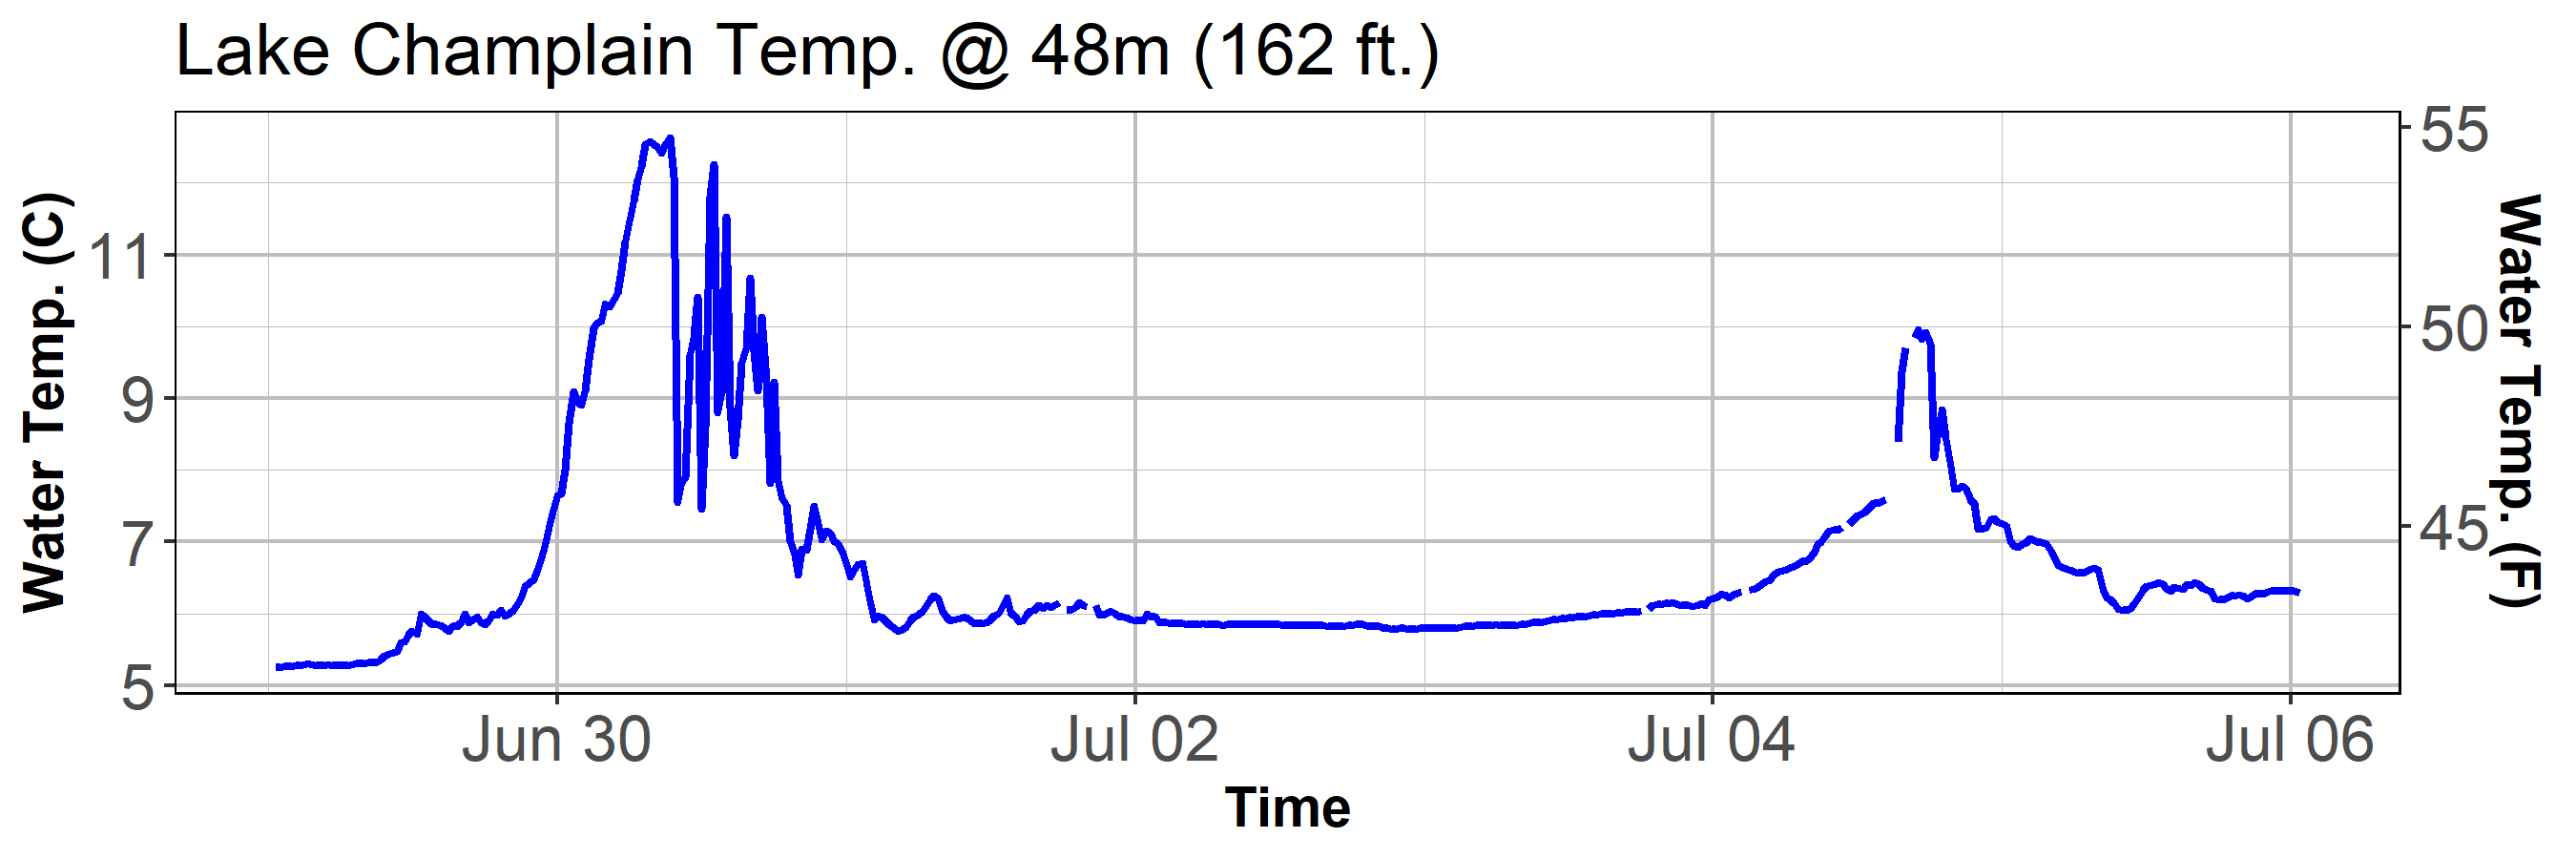 Lake Champlain Temp. @ 48m (162 ft.)
Water Temp. (C)
11
9
7
5
55
50
45
Water Temp. (F)
Jun 30 Jul 02 Jul 04 Jul 06
Time